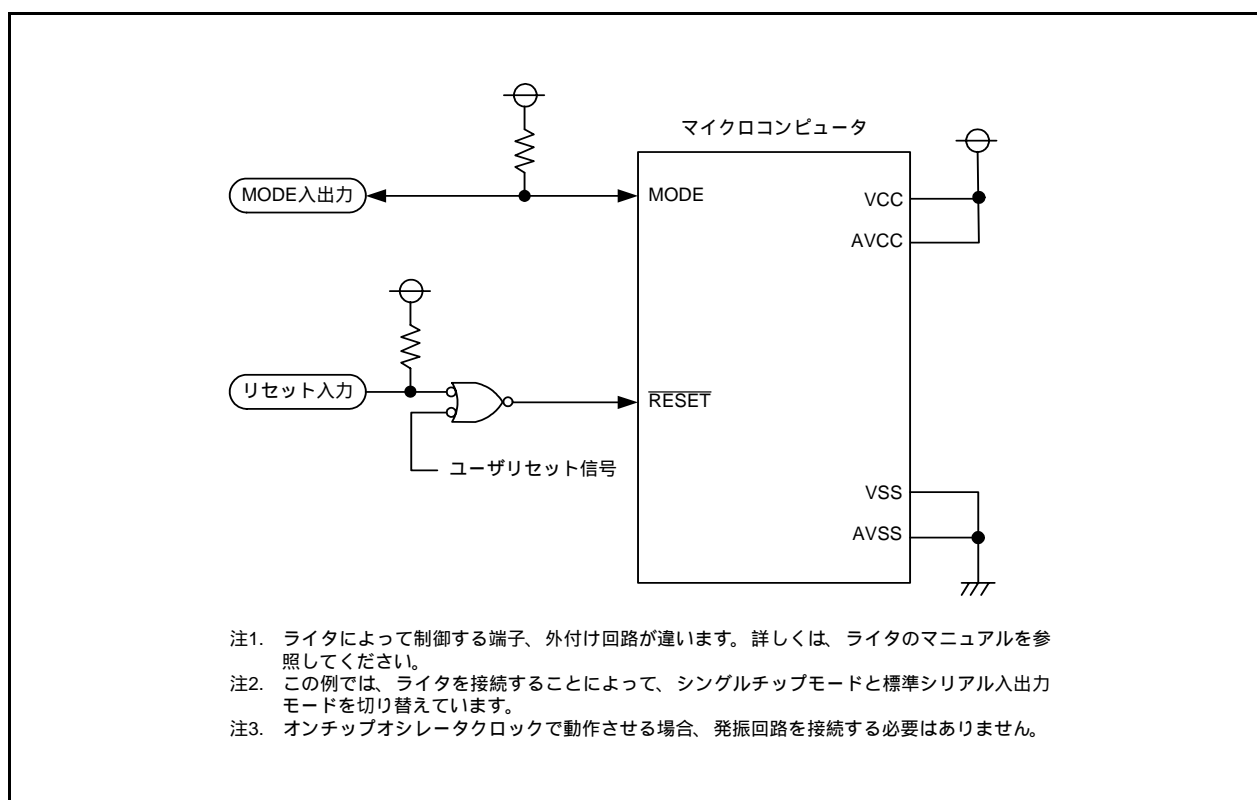 マイクロコンピュータ
MODE入出力
MODE
VCC
AVCC
リセット入力
RESET
ユーザリセット信号
VSS
AVSS
注1. ライタによって制御する端子、外付け回路が違います。詳しくは、ライタのマニュアルを参
照してください。
注2. この例では、ライタを接続することによって、シングルチップモードと標準シリアル入出力
モードを切り替えています。
注3. オンチップオシレータクロックで動作させる場合、発振回路を接続する必要はありません。